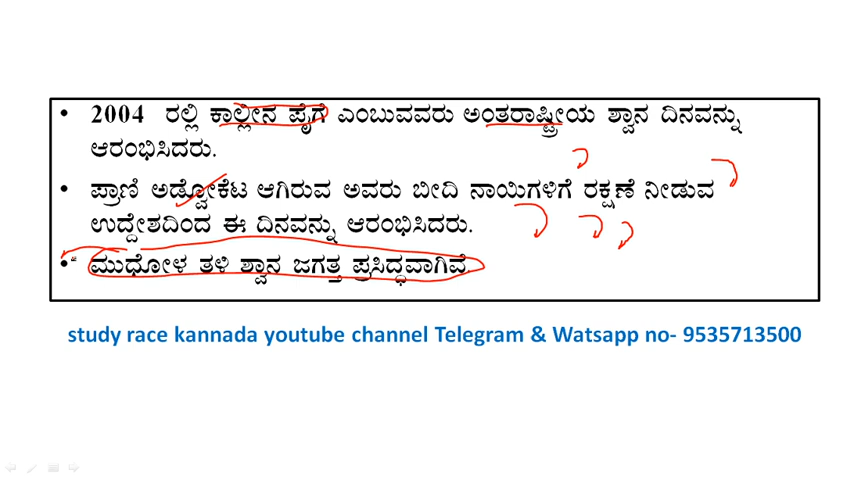 • 2004 ರಲ್ಲಿ ಕಾಲ್ಲೀನ ಪೈಗೆ ಎಂಬುವವರು ಅಂತರಾಷ್ಟ್ರೀಯ ಶ್ವಾನ ದಿನವನ್ನು
ಆರಂಭಿಸಿದರು.
• ಪ್ರಾಣಿ ಅಡ್ವೋಕೆಟ ಆಗಿರುವ ಅವರು ಬೀದಿ ನಾಯಿಗಳಿಗೆ ರಕ್ಷಣೆ ನೀಡುವ
ಉದ್ದೇಶದಿಂದ ಈ ದಿನವನ್ನು ಆರಂಭಿಸಿದರು.
• ಮುಧೋಳ ತಳಿ ಶ್ವಾನ ಜಗತ್ತ ಪ್ರಸಿದ್ಧವಾಗಿವೆ.
study race kannada youtube channel Telegram & Watsapp no- 9535713500